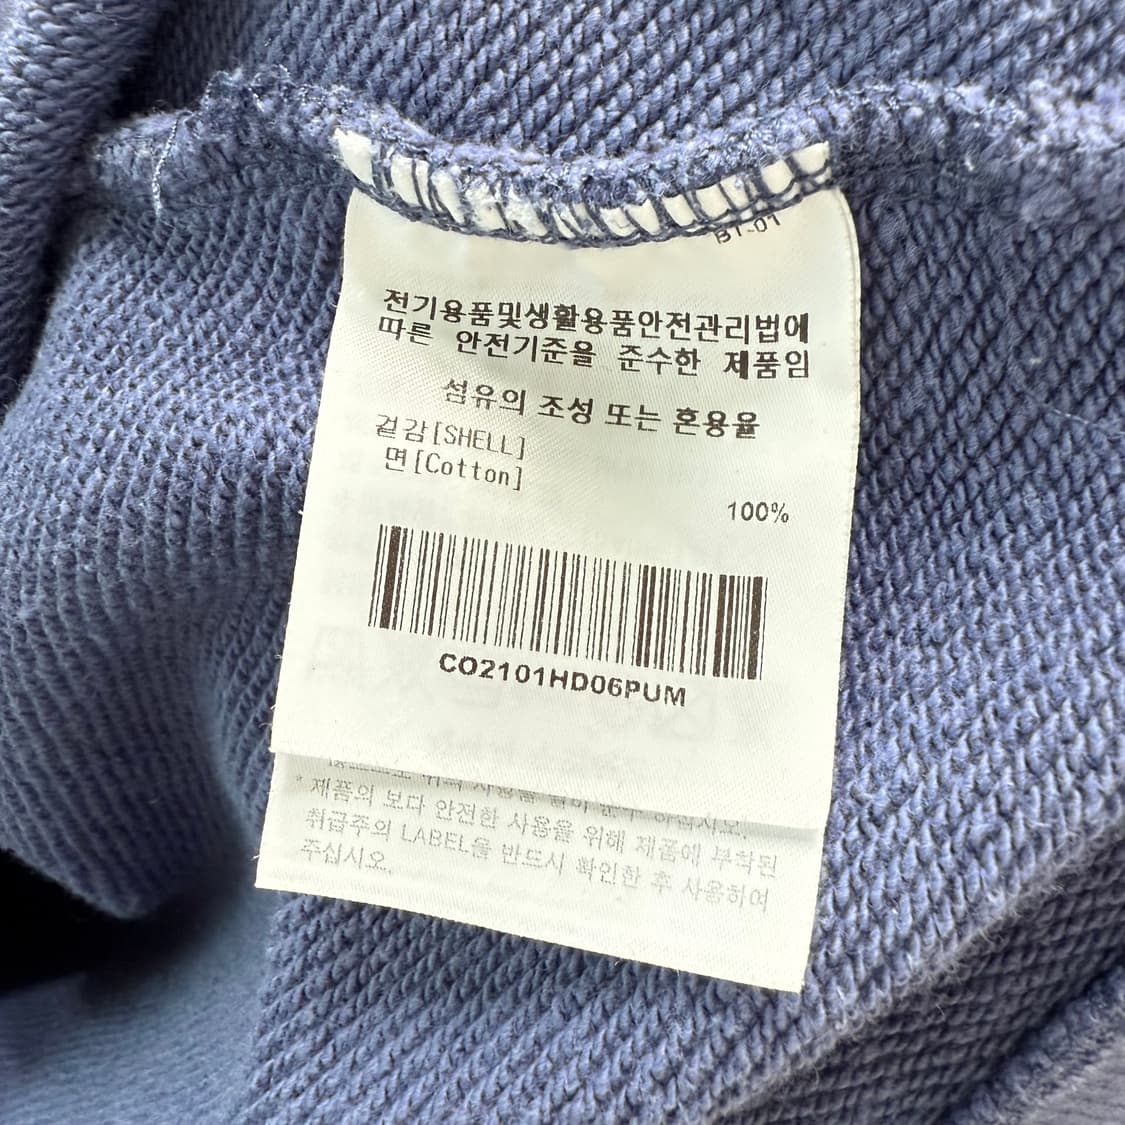 BT-01
전기용품및생활용품안전관리법에
따른 안전기준을 준수한 제품임
섬유의 조성 또는 혼용율
겉감[SHELL]
면[Cotton]
100%
CO2101HD06PUM
* 제품의 보다 안전한 사용을 위해 제품에 부착된
취급주의 LABEL을 반드시 확인한 후 사용하여
주십시오.